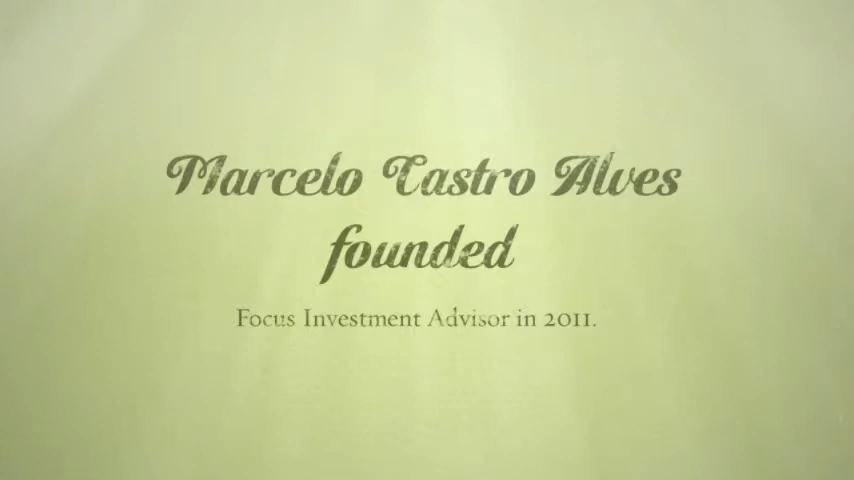 Marcelo Castro Alves
founded
Focus Investment Advisor in 2011.